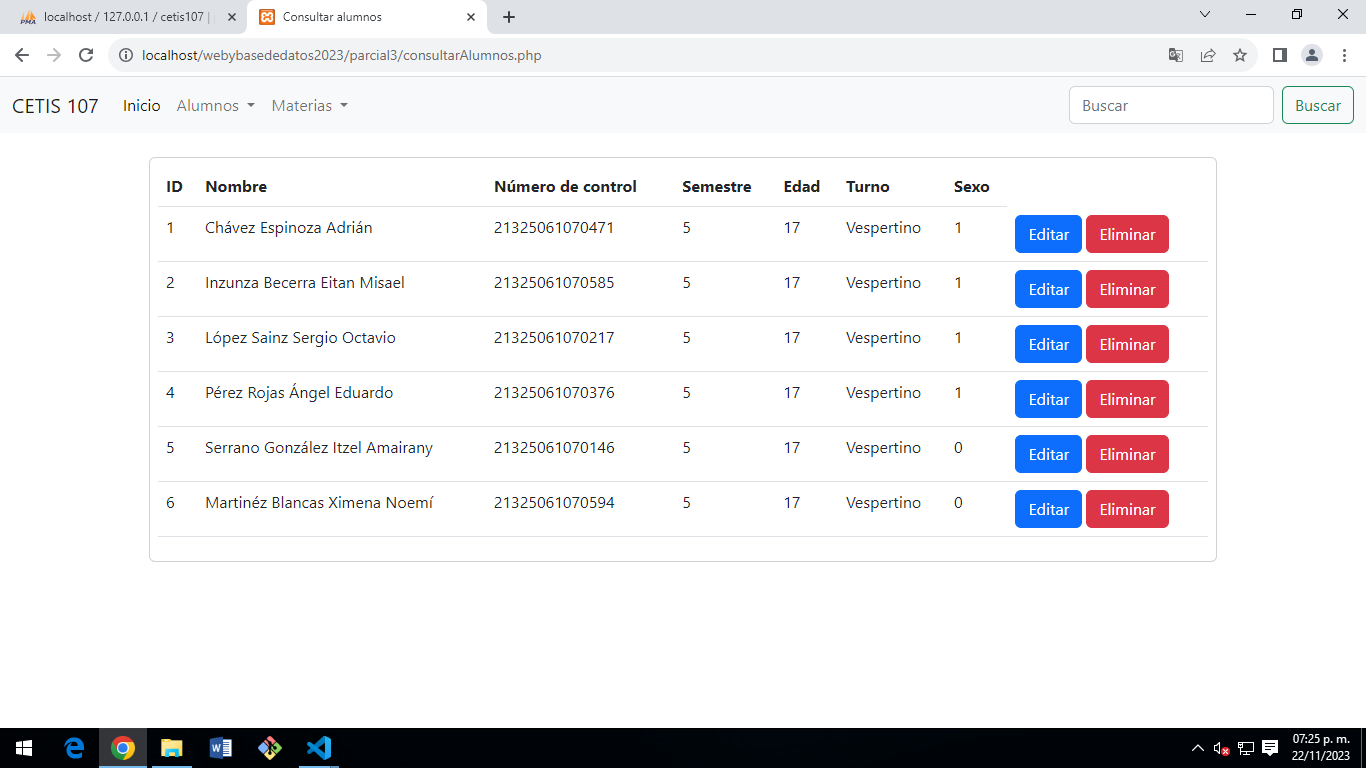 localhost / 127.0.0.1 / cetis107 |
Consultar alumnos
localhost/webybasededatos2023/parcial3/consultarAlumnos.php
CETIS 107 Inicio Alumnos Materias Buscar Buscar
ID Nombre Número de control Semestre Edad Turno Sexo
1 Chávez Espinoza Adrián 21325061070471 5 17 Vespertino 1 Editar Eliminar
2 Inzunza Becerra Eitan Misael 21325061070585 5 17 Vespertino 1 Editar Eliminar
3 López Sainz Sergio Octavio 21325061070217 5 17 Vespertino 1 Editar Eliminar
4 Pérez Rojas Ángel Eduardo 21325061070376 5 17 Vespertino 1 Editar Eliminar
5 Serrano González Itzel Amairany 21325061070146 5 17 Vespertino 0 Editar Eliminar
6 Martinéz Blancas Ximena Noemí 21325061070594 5 17 Vespertino 0 Editar Eliminar
07:25 p. m.
22/11/2023